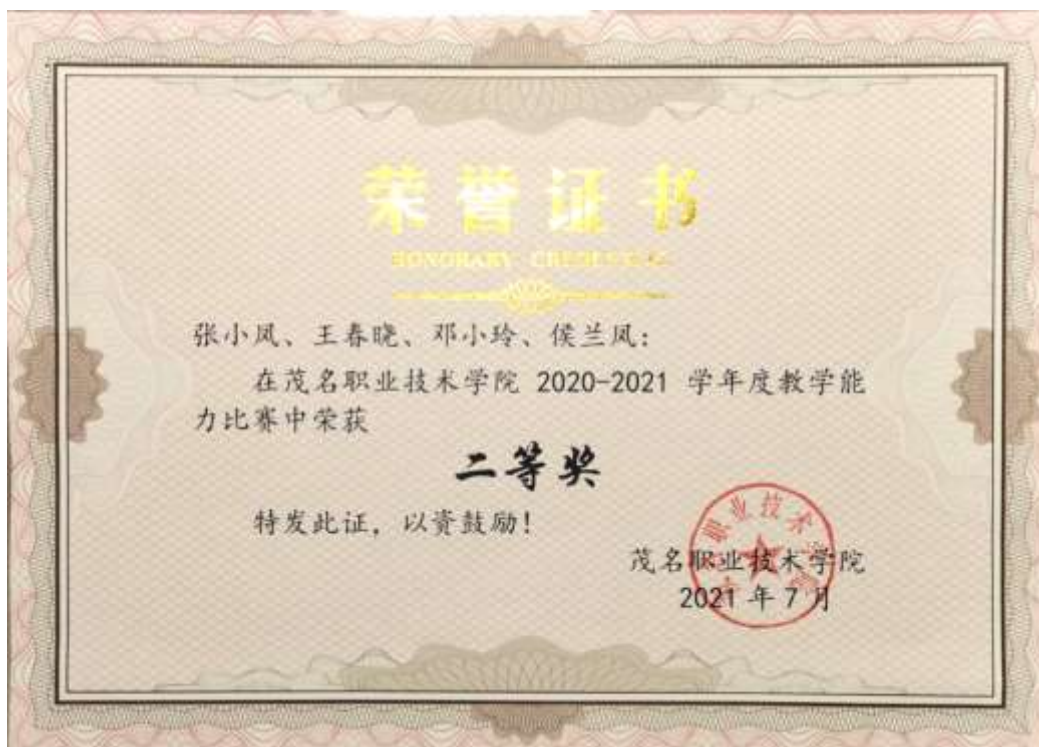 荣誉证书
HONORARY CREDENTIAL
张小凤、王春晓、邓小玲、侯兰凤：
在茂名职业技术学院 2020-2021 学年度教学能
力比赛中荣获
二等奖
特发此证，以资鼓励！
茂名职业技术学院
2021 年 7 月